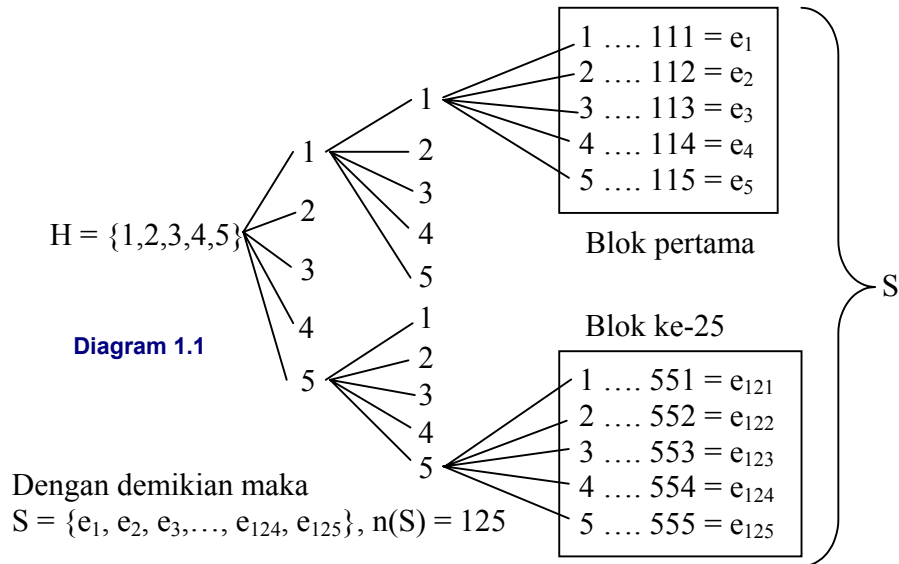 H = {1,2,3,4,5}
1
2
3
4
5
1
2
3
4
5
1
2
3
4
5
1 .... 111 = e₁
2 .... 112 = e₂
3 .... 113 = e₃
4 .... 114 = e₄
5 .... 115 = e₅
Blok pertama
S
Blok ke-25
1 .... 551 = e₁₂₁
2 .... 552 = e₁₂₂
3 .... 553 = e₁₂₃
4 .... 554 = e₁₂₄
5 .... 555 = e₁₂₅
Diagram 1.1
Dengan demikian maka
S = {e₁, e₂, e₃,…, e₁₂₄, e₁₂₅}, n(S) = 125